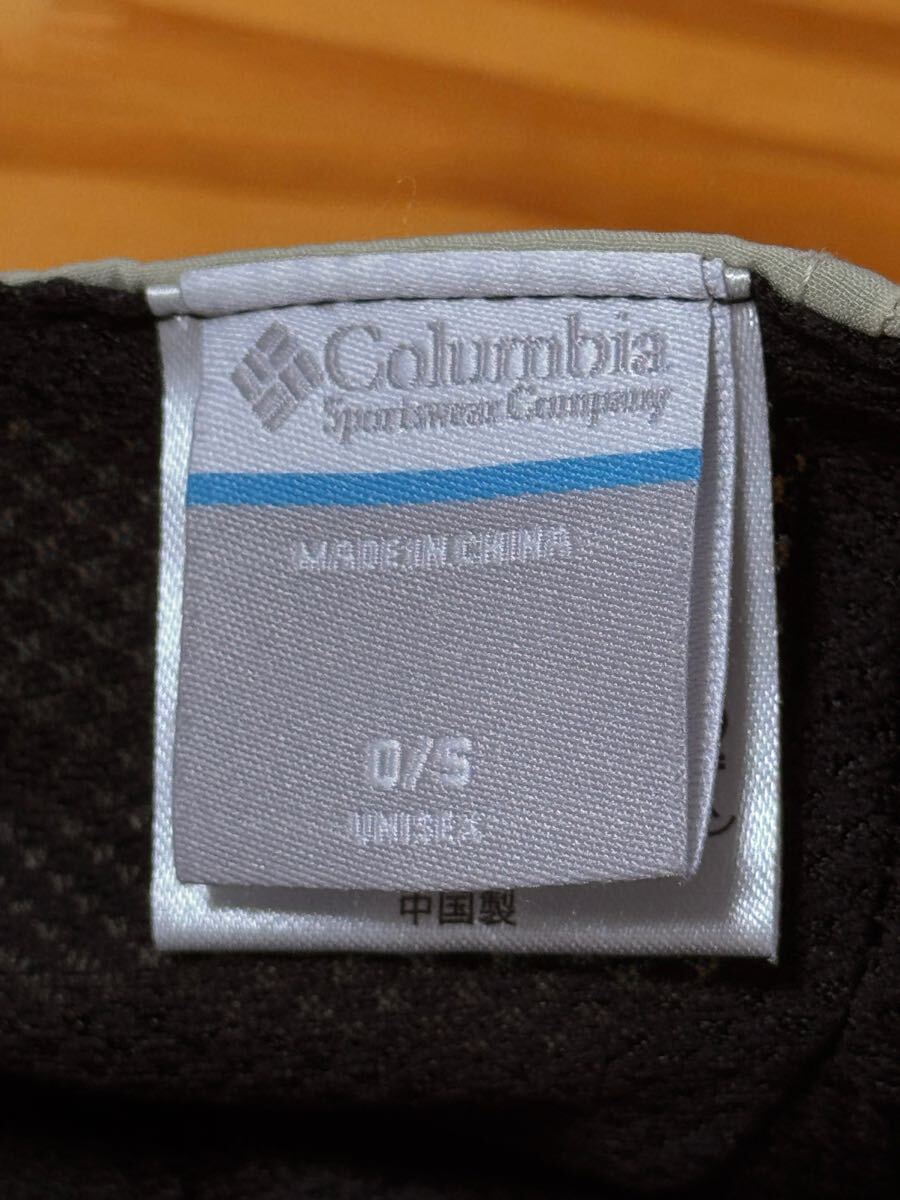 Columbia
Sportswear Company
MADE IN CHINA
O/S
UNISEX
中国製